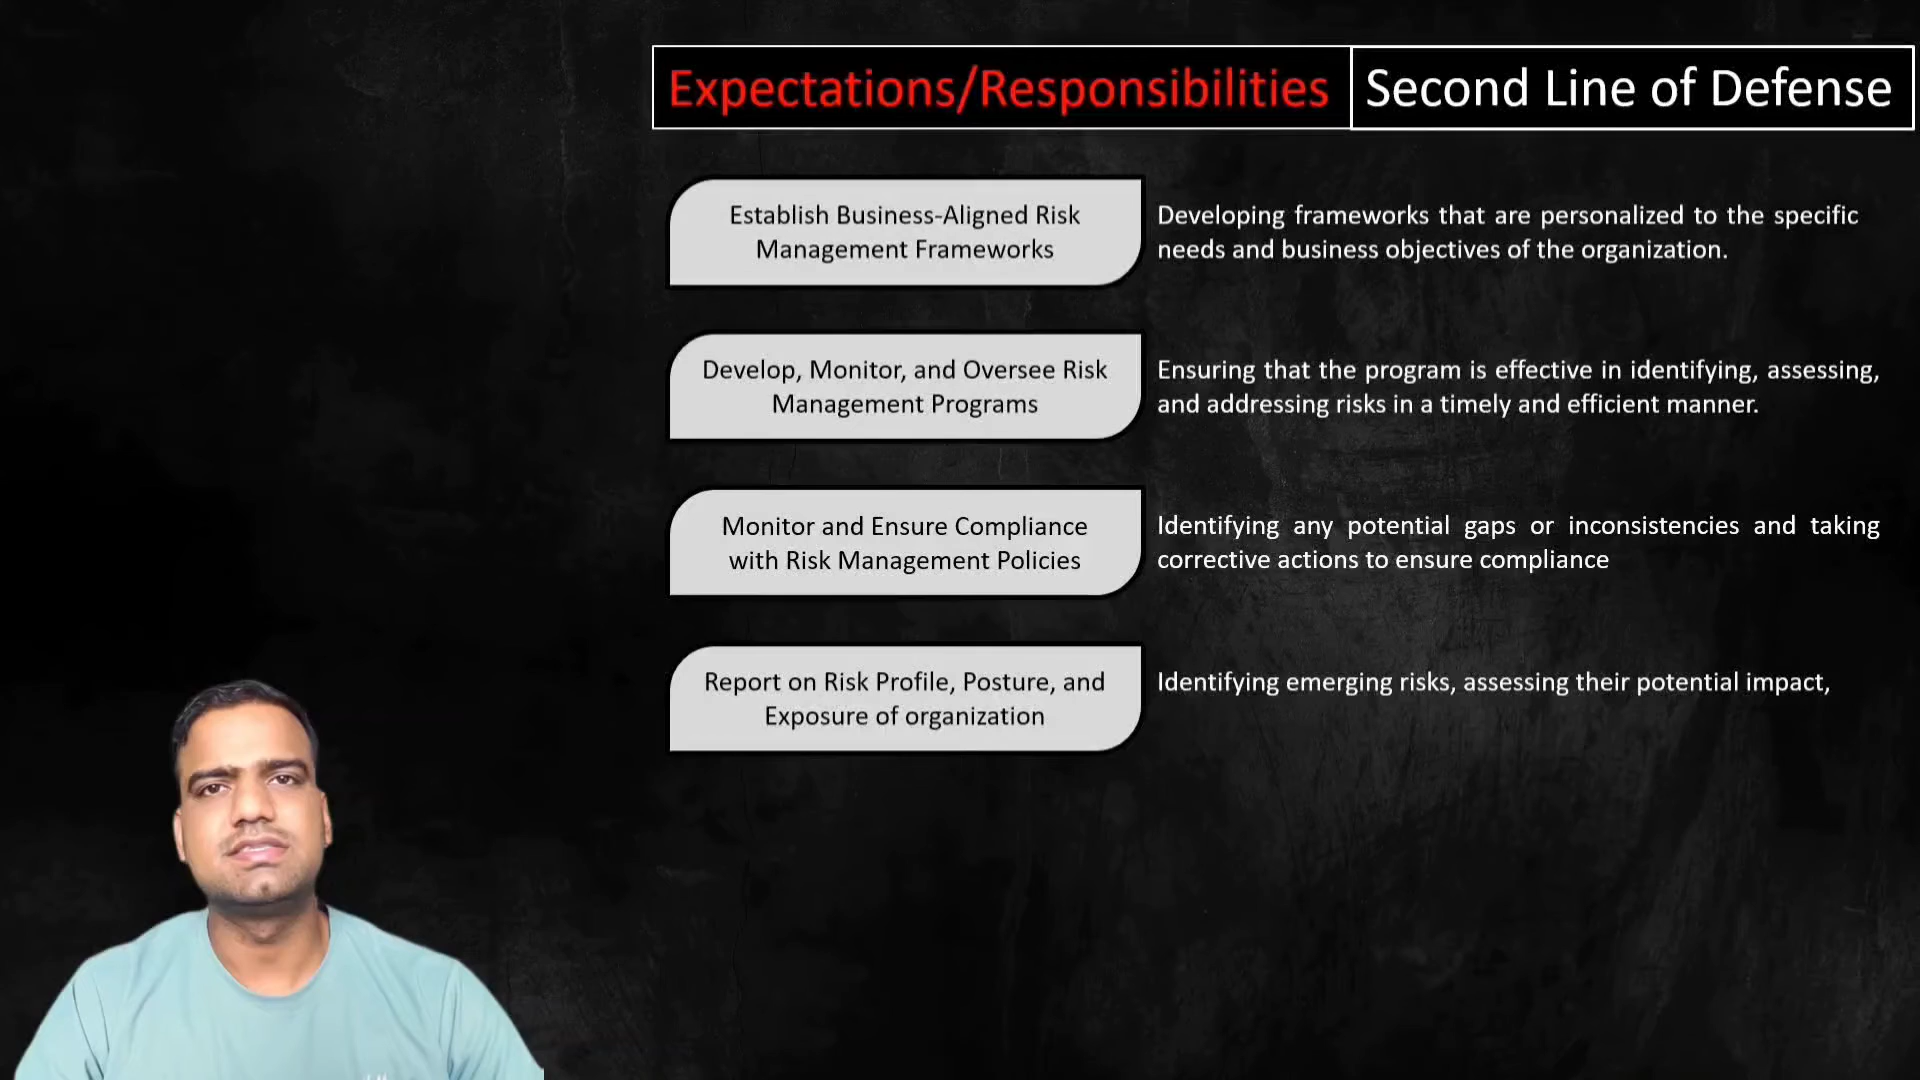 Expectations/Responsibilities
Second Line of Defense
Establish Business-Aligned Risk
Management Frameworks
Developing frameworks that are personalized to the specific
needs and business objectives of the organization.
Develop, Monitor, and Oversee Risk
Management Programs
Ensuring that the program is effective in identifying, assessing,
and addressing risks in a timely and efficient manner.
Monitor and Ensure Compliance
with Risk Management Policies
Identifying any potential gaps or inconsistencies and taking
corrective actions to ensure compliance
Report on Risk Profile, Posture, and
Exposure of organization
Identifying emerging risks, assessing their potential impact,